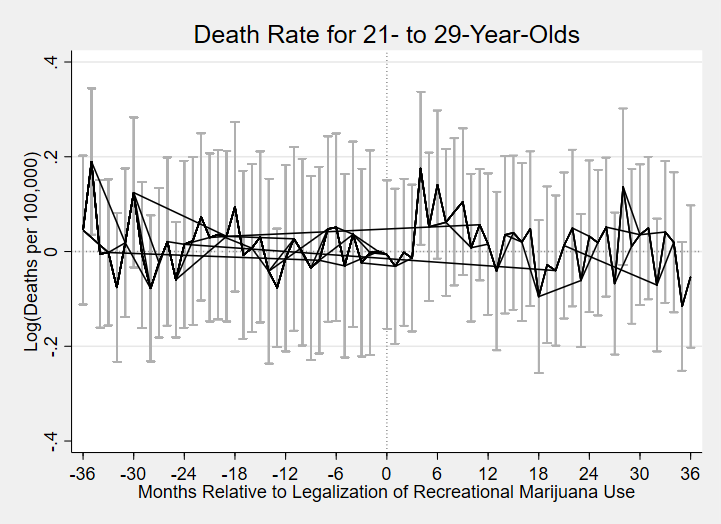 Death Rate for 21- to 29-Year-Olds
Log(Deaths per 100,000)
.4
.2
0
-.2
-.4
-36 -30 -24 -18 -12 -6 0 6 12 18 24 30 36
Months Relative to Legalization of Recreational Marijuana Use